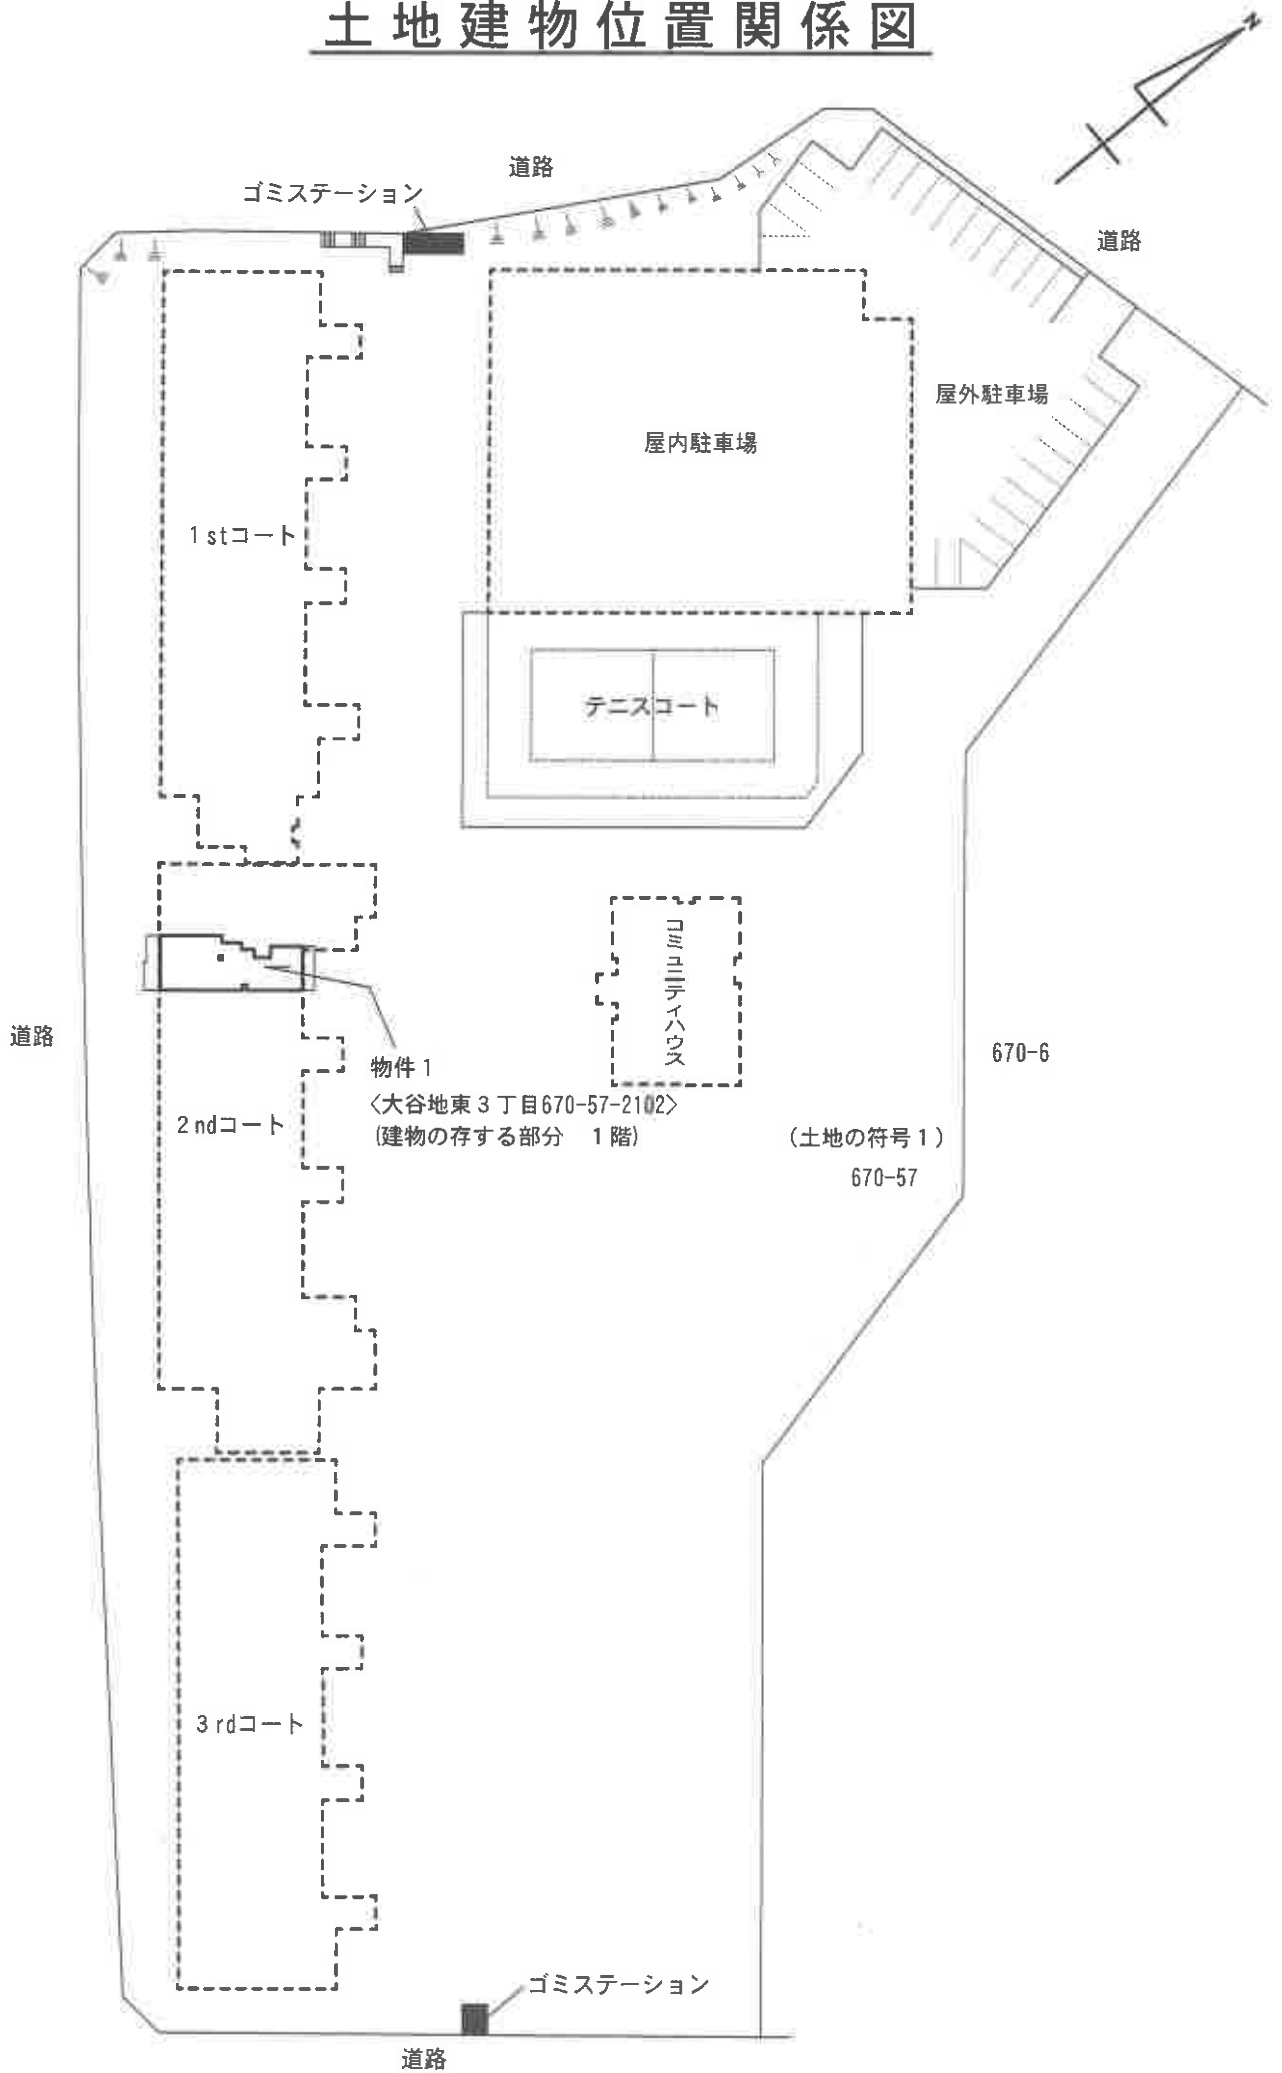 土地建物位置関係図
N
道路
ゴミステーション
道路
屋外駐車場
屋内駐車場
1stコート
テニスコート
コミュニティハウス
道路
670-6
物件1
〈大谷地東3丁目670-57-2102〉
(建物の存する部分 1階)
2ndコート
(土地の符号1)
670-57
3rdコート
ゴミステーション
道路